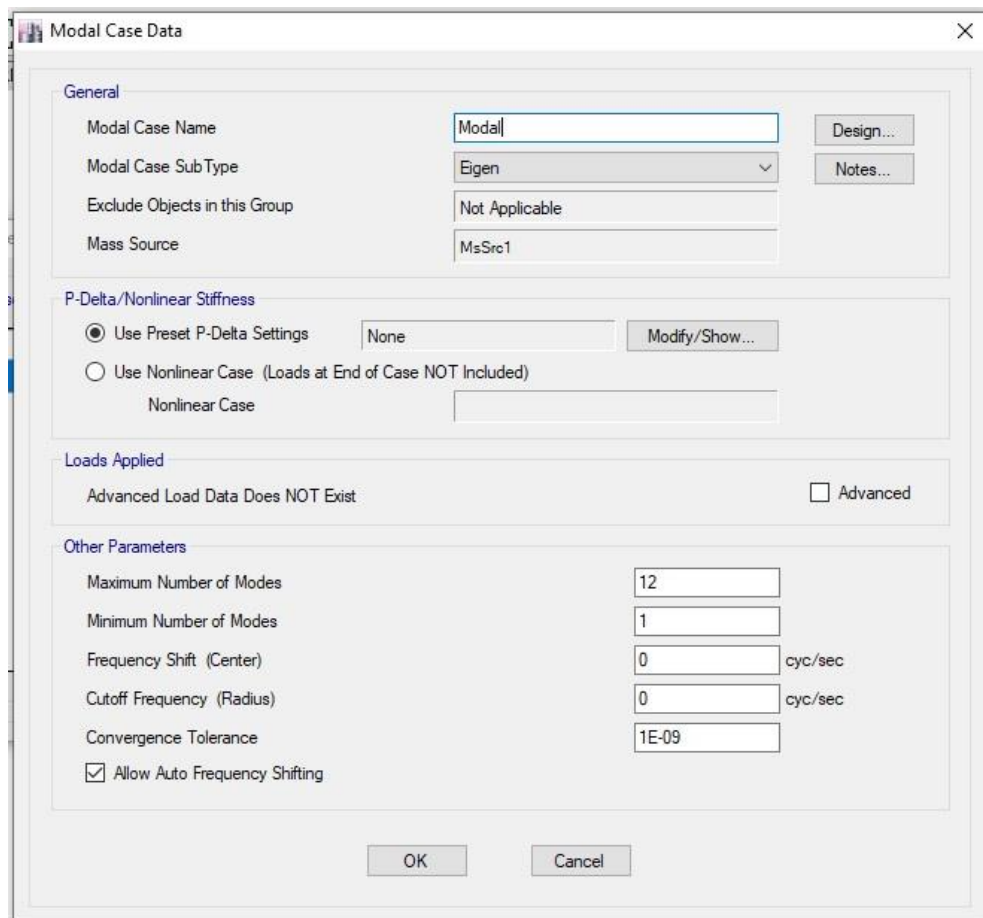 Modal Case Data
General
Modal Case Name Modal Design...
Modal Case SubType Eigen Notes...
Exclude Objects in this Group Not Applicable
Mass Source MsSrc1
P-Delta/Nonlinear Stiffness
Use Preset P-Delta Settings None Modify/Show...
Use Nonlinear Case (Loads at End of Case NOT Included)
Nonlinear Case
Loads Applied
Advanced Load Data Does NOT Exist Advanced
Other Parameters
Maximum Number of Modes 12
Minimum Number of Modes 1
Frequency Shift (Center) 0 cyc/sec
Cutoff Frequency (Radius) 0 cyc/sec
Convergence Tolerance 1E-09
Allow Auto Frequency Shifting
OK Cancel